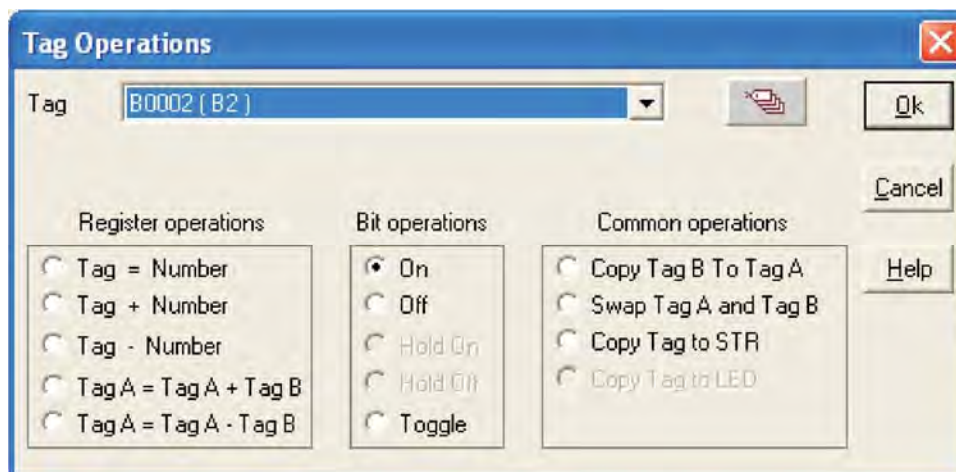 Tag Operations
Tag B0002 ( B2 ) Ok
Cancel
Help
Register operations
Tag = Number
Tag + Number
Tag - Number
Tag A = Tag A + Tag B
Tag A = Tag A - Tag B
Bit operations
On
Off
Hold On
Hold Off
Toggle
Common operations
Copy Tag B To Tag A
Swap Tag A and Tag B
Copy Tag to STR
Copy Tag to LED